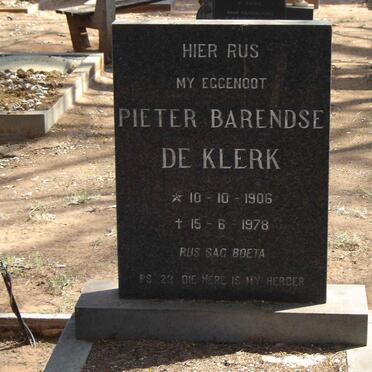 HIER RUS
MY EGGENOOT
PIETER BARENDSE
DE KLERK
☆ 10-10-1906
✝ 15-6-1978
RUS SAG BOETA
PS. 23 DIE HERE IS MY HERDER